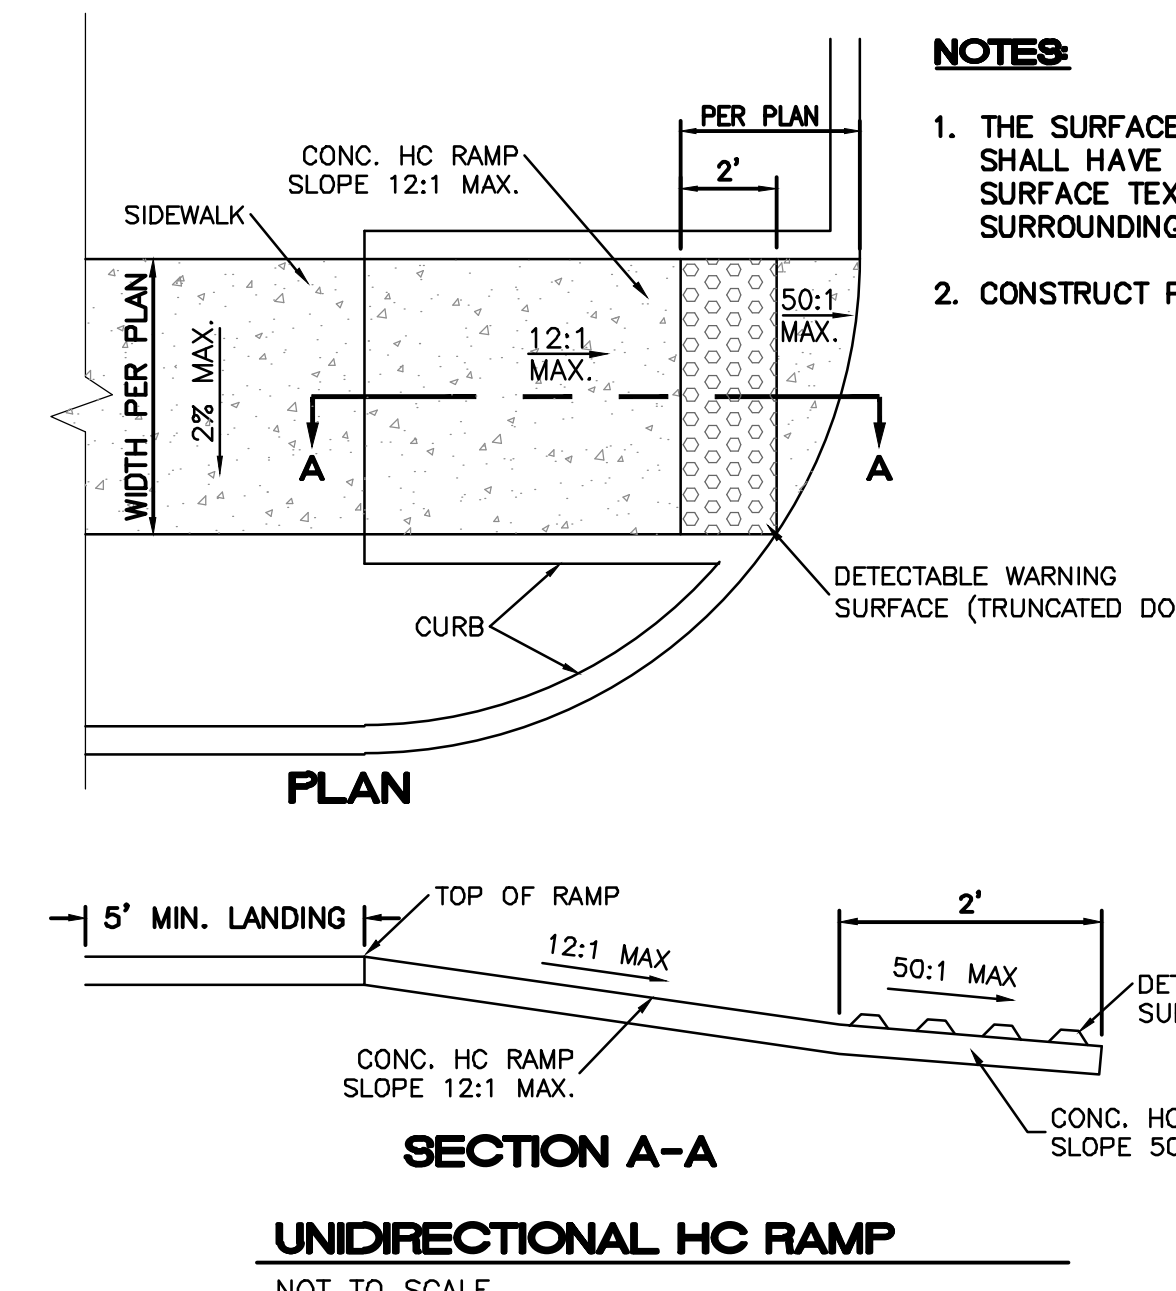 NOTES:
1. THE SURFACE
SHALL HAVE
SURFACE TEX
SURROUNDING
2. CONSTRUCT
PER PLAN
2'
CONC. HC RAMP
SLOPE 12:1 MAX.
SIDEWALK
WIDTH PER PLAN
2% MAX.
12:1
MAX.
50:1
MAX.
A
A
DETECTABLE WARNING
SURFACE (TRUNCATED DO
CURB
PLAN
5' MIN. LANDING
TOP OF RAMP
12:1 MAX
2'
50:1 MAX
DET
SU
CONC. HC RAMP
SLOPE 12:1 MAX.
CONC. HC
SLOPE 50
SECTION A-A
UNIDIRECTIONAL HC RAMP
NOT TO SCALE